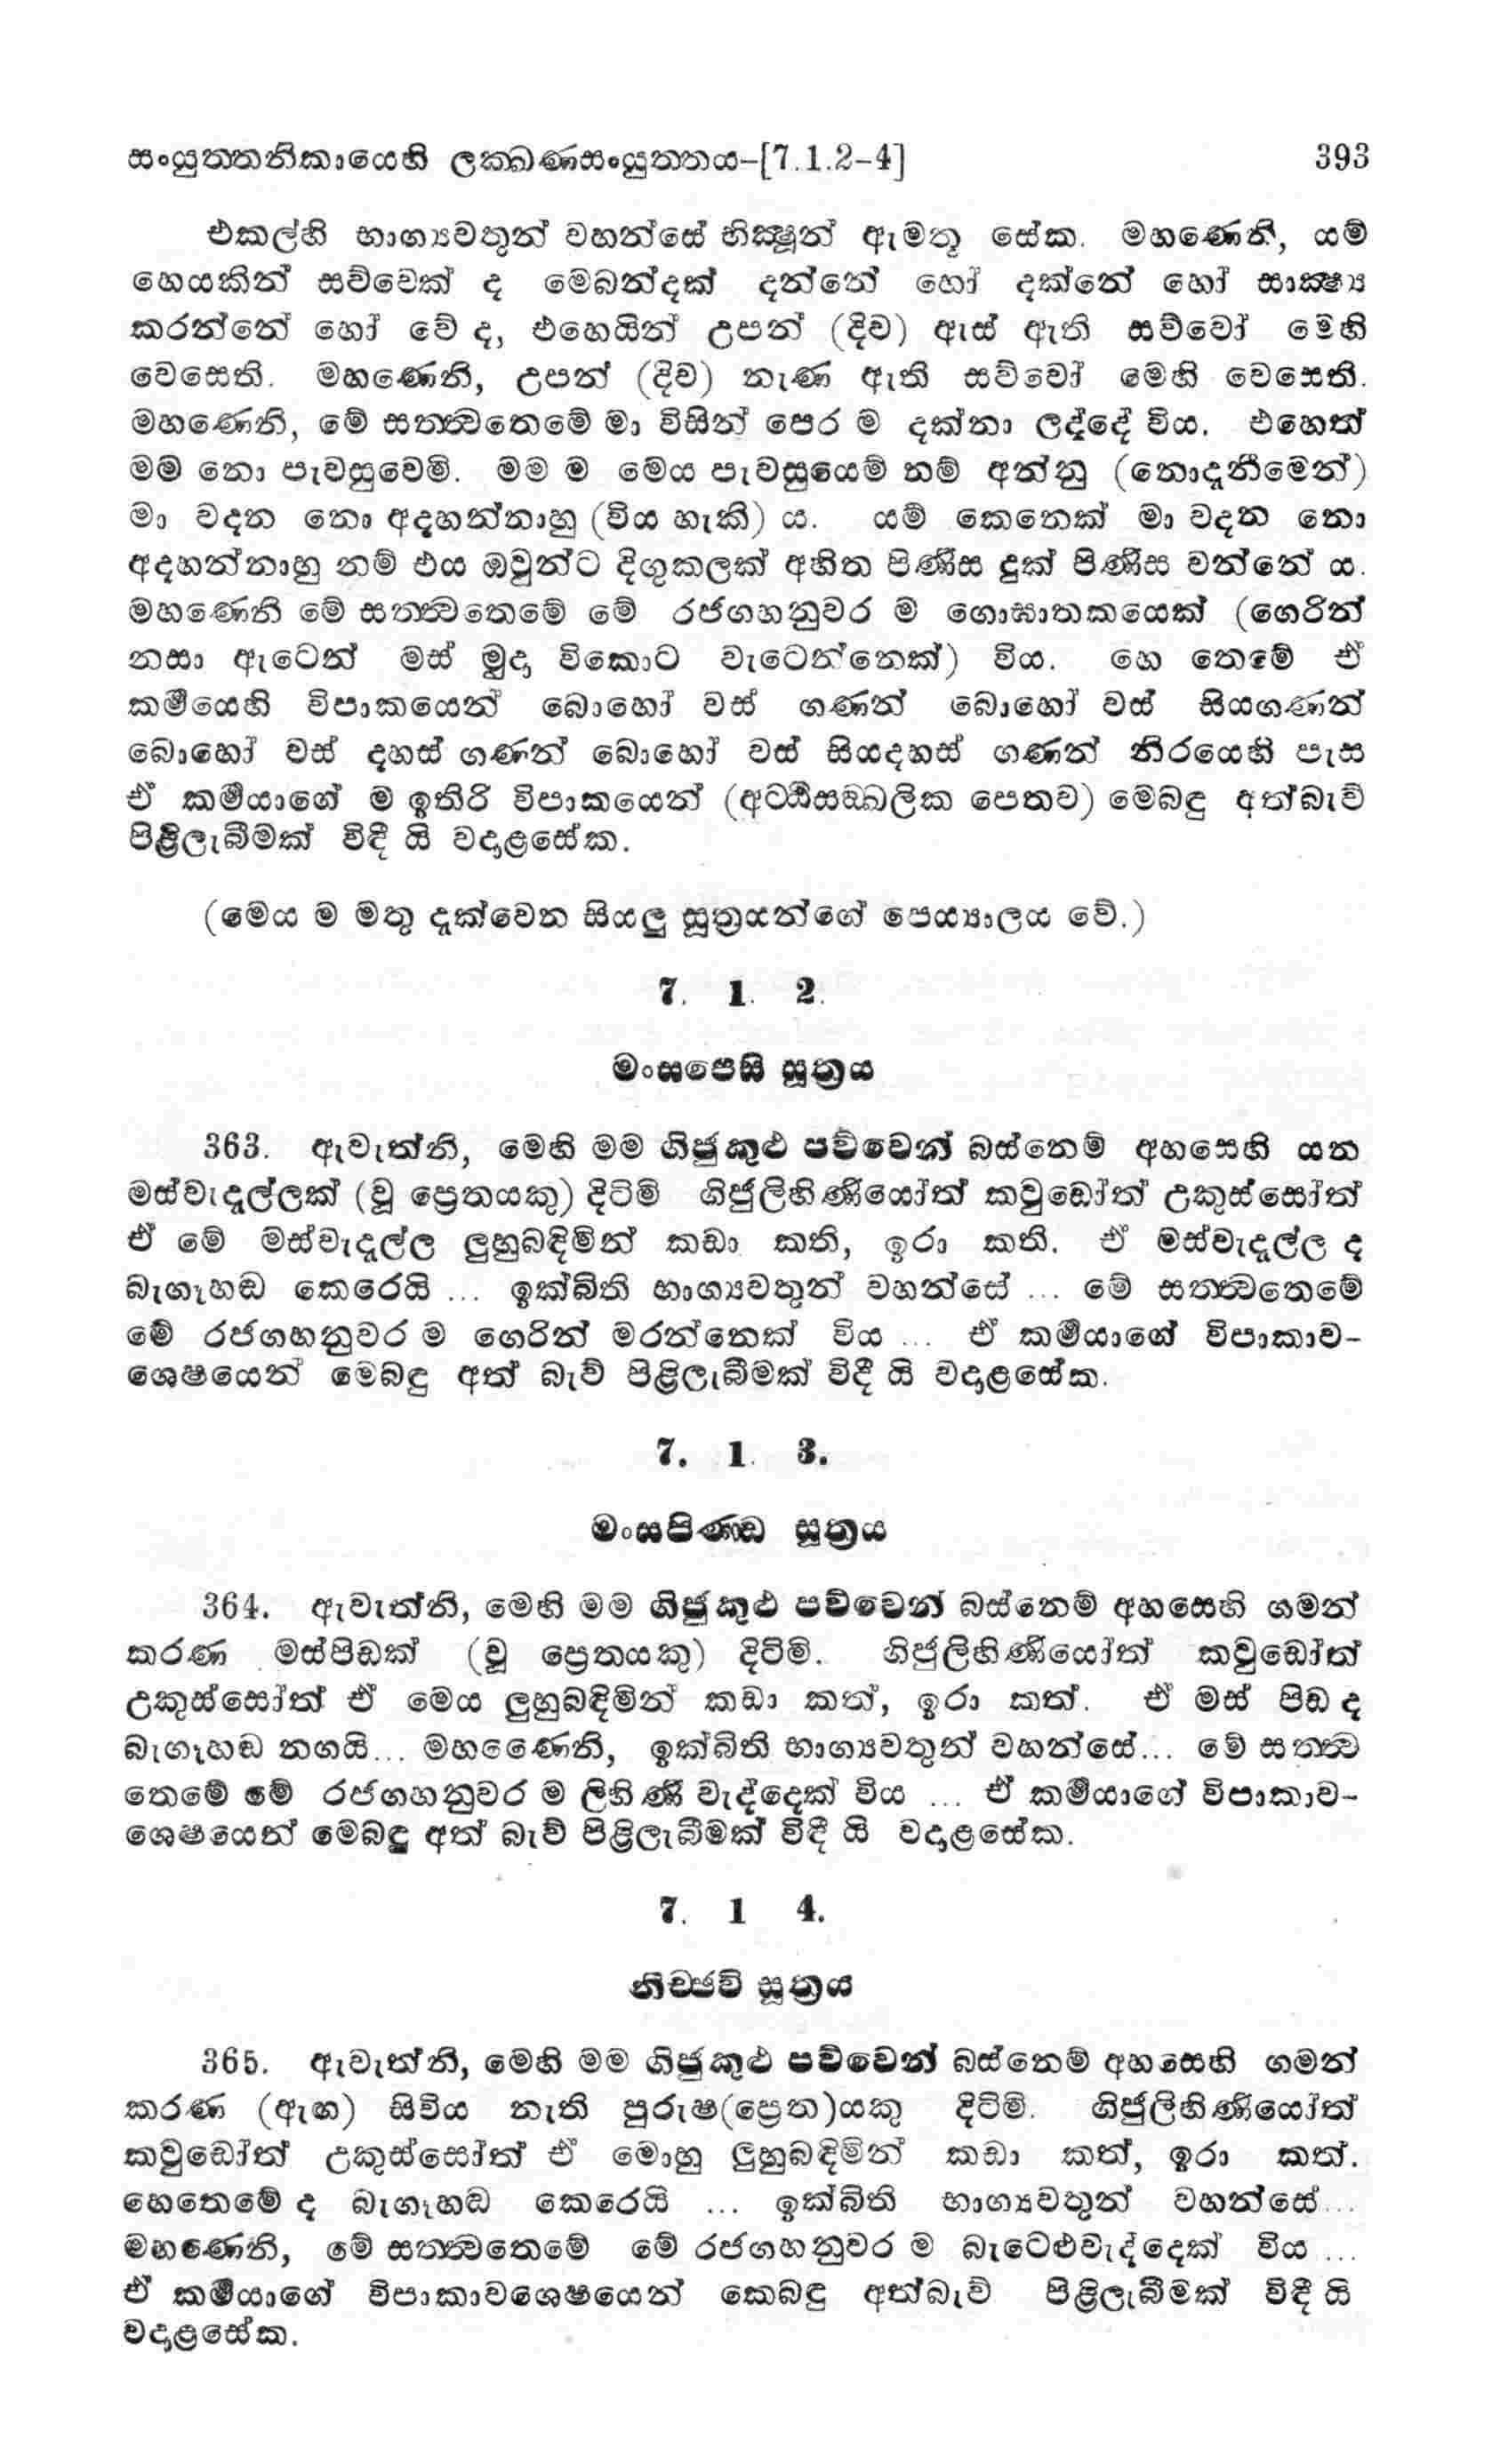 සංයුත්තනිකායෙහි ලක්ඛණසංයුත්තය-[7.1.2-4] 393
එකල්හි භාග්‍යවතුන් වහන්සේ භික්‍ෂූන් ඇමතූ සේක. මහණෙනි, යම්
හෙයකින් සව්වෙක් ද මෙබන්දක් දන්නේ හෝ දක්නේ හෝ සාක්‍ෂ්‍ය
කරන්නේ හෝ වේ ද, එහෙයින් උපන් (දිව) ඇස් ඇති සව්වෝ මෙහි
වෙසෙති. මහණෙනි, උපන් (දිව) නැණ ඇති සව්වෝ මෙහි වෙසෙති.
මහණෙනි, මේ සත්ත්‍වතෙමේ මා විසින් පෙර ම දක්නා ලද්දේ විය. එහෙත්
මම නො පැවසුවෙමි. මම ම මෙය පැවසුයෙම් නම් අන්නු (නොදැනීමෙන්)
මා වදන නො අදහන්නාහු (විය හැකි) ය. යම් කෙනෙක් මා වදන නො
අදහන්නාහු නම් එය ඔවුන්ට දිගුකලක් අහිත පිණිස දුක් පිණිස වන්නේ ය.
මහණෙනි මේ සත්ත්‍වතෙමේ මේ රජගහනුවර ම ගොඝාතකයෙක් (ගෙරින්
නසා ඇටෙන් මස් මුදා විකොට වැටෙන්නෙක්) විය. හෙ තෙමේ ඒ
කර්‍මයෙහි විපාකයෙන් බොහෝ වස් ගණන් බොහෝ වස් සියගණන්
බොහෝ වස් දහස් ගණන් බොහෝ වස් සියදහස් ගණන් නිරයෙහි පැස
ඒ කර්‍මයාගේ ම ඉතිරි විපාකයෙන් (අට්ඨිසඞ්ඛලික පෙතව) මෙබඳු අත්බැව්
පිළිලැබීමක් විඳී යි වදාළසේක.
(මෙය ම මතු දැක්වෙන සියලු සූත්‍රයන්ගේ පෙය්‍යාලය වේ.)
7. 1. 2.
මංසපෙසි සූත්‍රය
363. ඇවැත්නි, මෙහි මම ගිජුකුළු පව්වෙන් බස්නෙම් අහසෙහි යන
මස්වැදැල්ලක් (වූ ප්‍රෙතයකු) දිටිමි ගිජුලිහිණියෝත් කවුඩෝත් උකුස්සෝත්
ඒ මේ මස්වැදැල්ල ලුහුබඳිමින් කඩා කති, ඉරා කති. ඒ මස්වැදැල්ල ද
බැගෑහඬ කෙරෙයි ... ඉක්බිති භාග්‍යවතුන් වහන්සේ ... මේ සත්ත්‍වතෙමේ
මේ රජගහනුවර ම ගෙරින් මරන්නෙක් විය ... ඒ කර්‍මයාගේ විපාකාව-
ශෙෂයෙන් මෙබඳු අත් බැව් පිළිලැබීමක් විඳී යි වදාළසේක.
7. 1. 3.
මංසපිණ්ඩ සූත්‍රය
364. ඇවැත්නි, මෙහි මම ගිජුකුළු පව්වෙන් බස්නෙම් අහසෙහි ගමන්
කරණ මස්පිඩක් (වූ ප්‍රෙතයකු) දිටිමි. ගිජුලිහිණියෝත් කවුඩෝත්
උකුස්සෝත් ඒ මෙය ලුහුබඳිමින් කඩා කත්, ඉරා කත්. ඒ මස් පිඩ ද
බැගෑහඬ නගයි... මහණෙනි, ඉක්බිති භාග්‍යවතුන් වහන්සේ... මේ සත්ත්‍ව
තෙමේ මේ රජගහනුවර ම ලිහිණි වැද්දෙක් විය ... ඒ කර්‍මයාගේ විපාකාව-
ශෙෂයෙන් මෙබඳු අත් බැව් පිළිලැබීමක් විඳී යි වදාළසේක.
7. 1 4.
නිච්ඡවි සූත්‍රය
365. ඇවැත්නි, මෙහි මම ගිජුකුළු පව්වෙන් බස්නෙම් අහසෙහි ගමන්
කරණ (ඇඟ) සිවිය නැති පුරුෂ(ප්‍රෙත)යකු දිටිමි. ගිජුලිහිණියෝත්
කවුඩෝත් උකුස්සෝත් ඒ මොහු ලුහුබඳිමින් කඩා කත්, ඉරා කත්.
හෙතෙමේ ද බැගෑහඬ කෙරෙයි ... ඉක්බිති භාග්‍යවතුන් වහන්සේ...
මහණෙනි, මේ සත්ත්‍වතෙමේ මේ රජගහනුවර ම බැටෙළුවැද්දෙක් විය ...
ඒ කර්‍මයාගේ විපාකාවශෙෂයෙන් කෙබඳු අත්බැව් පිළිලැබීමක් විඳී යි
වදාළසේක.